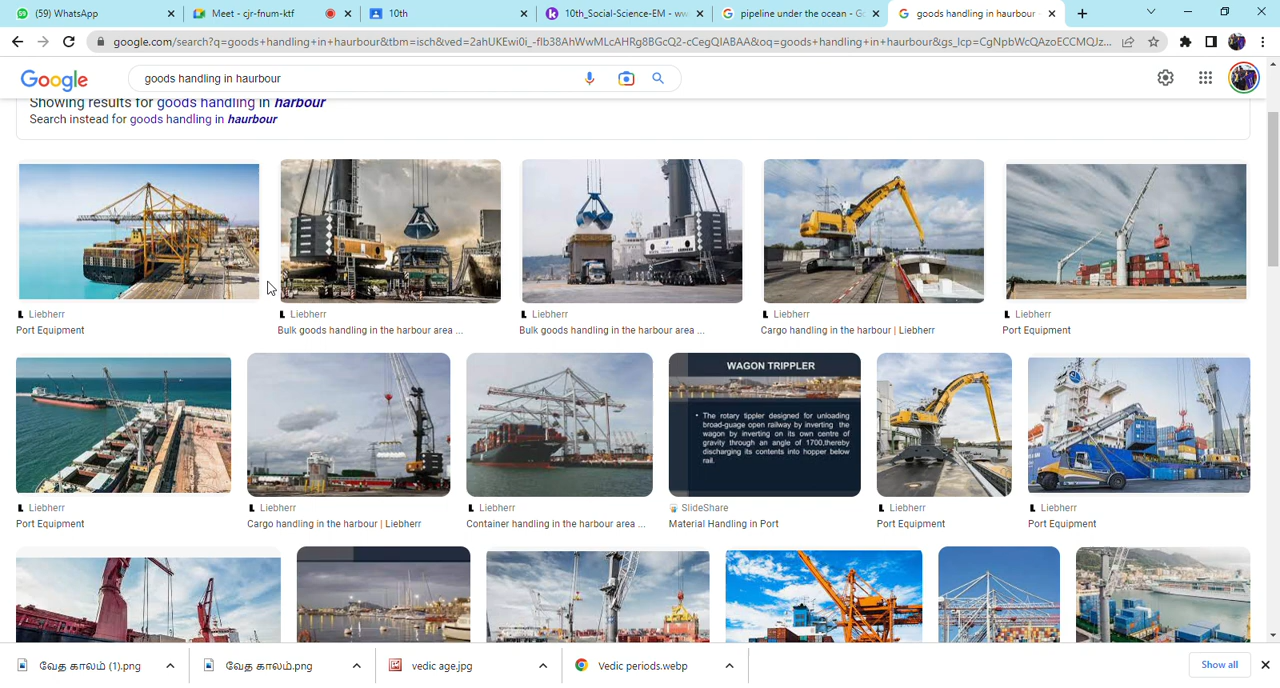 (59) WhatsApp
Meet - cjr-fnum-ktf
10th
10th_Social-Science-EM - ww
pipeline under the ocean - Go
goods handling in haurbour
google.com/search?q=goods+handling+in+haurbour&tbm=isch&ved=2ahUKEwi0j_-flb38AhWwMLcAHRg8BGcQ2-cCegQIABAA&oq=goods+handling+in+haurbour&gs_lcp=CgNpbWcQAzoECCMQJz...
Google
goods handling in haurbour
Showing results for goods handling in harbour
Search instead for goods handling in haurbour
Liebherr
Port Equipment
Liebherr
Bulk goods handling in the harbour area ...
Liebherr
Bulk goods handling in the harbour area ...
Liebherr
Cargo handling in the harbour | Liebherr
Liebherr
Port Equipment
WAGON TRIPPLER
• The rotary tippler designed for unloading
broad-guage open railway by inverting the
wagon by inverting on its own centre of
gravity through an angle of 1700,thereby
discharging its contents into hopper below
rail.
Liebherr
Port Equipment
Liebherr
Cargo handling in the harbour | Liebherr
Liebherr
Container handling in the harbour area ...
SlideShare
Material Handling in Port
Liebherr
Port Equipment
Liebherr
Port Equipment
வேத காலம் (1).png
வேத காலம்.png
vedic age.jpg
Vedic periods.webp
Show all